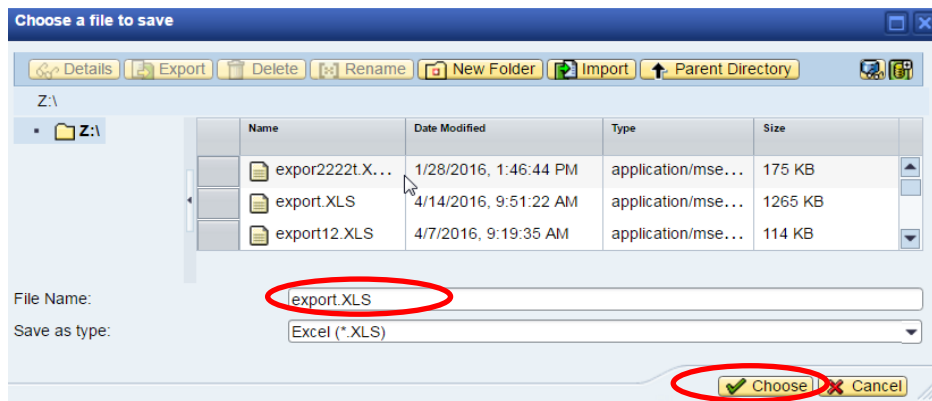 Choose a file to save
Details Export Delete Rename New Folder Import Parent Directory
Z:\
Z:\
Name Date Modified Type Size
expor2222t.X... 1/28/2016, 1:46:44 PM application/mse... 175 KB
export.XLS 4/14/2016, 9:51:22 AM application/mse... 1265 KB
export12.XLS 4/7/2016, 9:19:35 AM application/mse... 114 KB
File Name: export.XLS
Save as type: Excel (*.XLS)
Choose Cancel